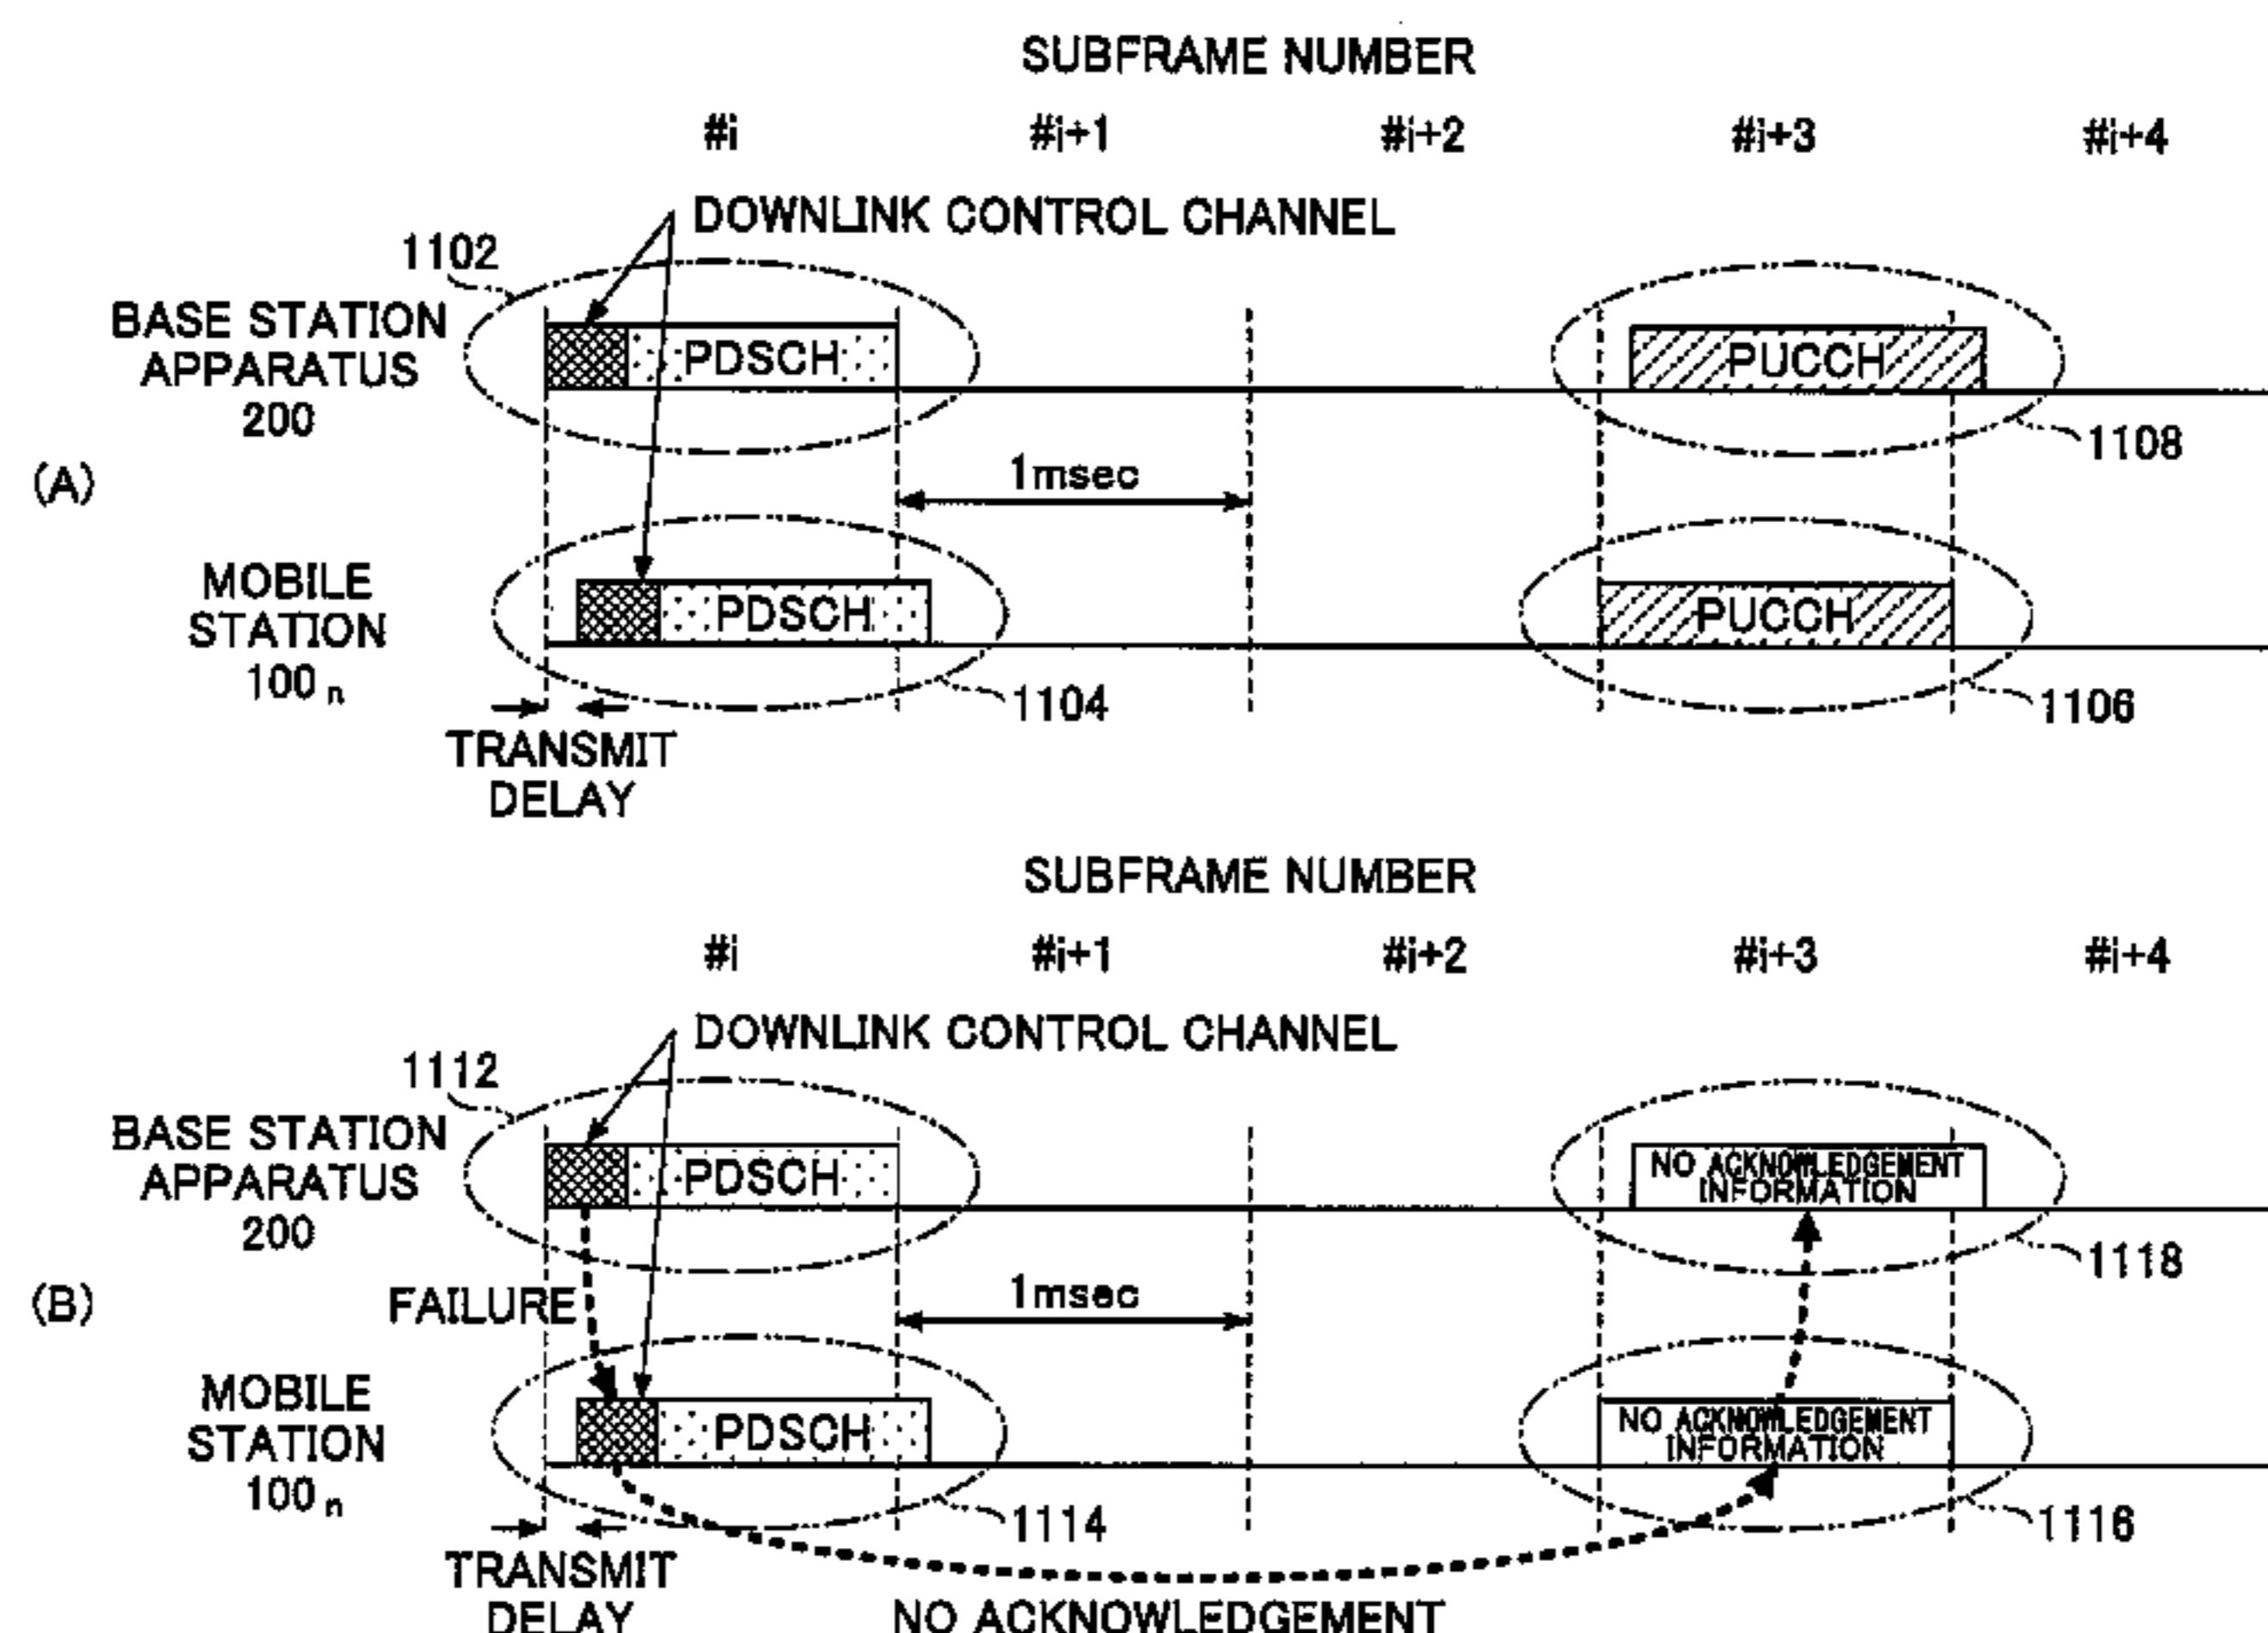 SUBFRAME NUMBER
#i #i+1 #i+2 #i+3 #i+4
DOWNLINK CONTROL CHANNEL
1102
BASE STATION
APPARATUS
200
PDSCH
PUCCH
1108
(A)
1msec
MOBILE
STATION
100 n
PDSCH
PUCCH
1104
1106
TRANSMIT
DELAY
SUBFRAME NUMBER
#i #i+1 #i+2 #i+3 #i+4
DOWNLINK CONTROL CHANNEL
1112
BASE STATION
APPARATUS
200
PDSCH
NO ACKNOWLEDGEMENT
INFORMATION
1118
(B)
FAILURE
1msec
MOBILE
STATION
100 n
PDSCH
NO ACKNOWLEDGEMENT
INFORMATION
1114
1116
TRANSMIT
DELAY
NO ACKNOWLEDGEMENT